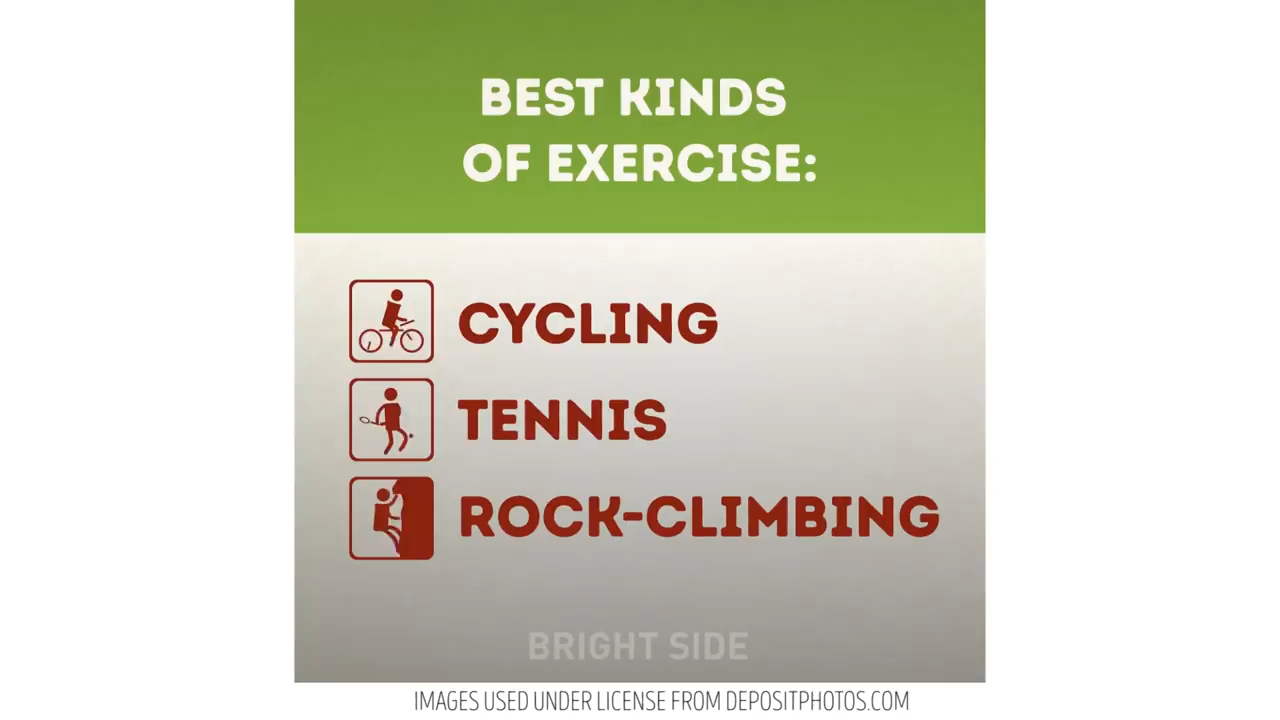 BEST KINDS
OF EXERCISE:
CYCLING
TENNIS
ROCK-CLIMBING
BRIGHT SIDE
IMAGES USED UNDER LICENSE FROM DEPOSITPHOTOS.COM